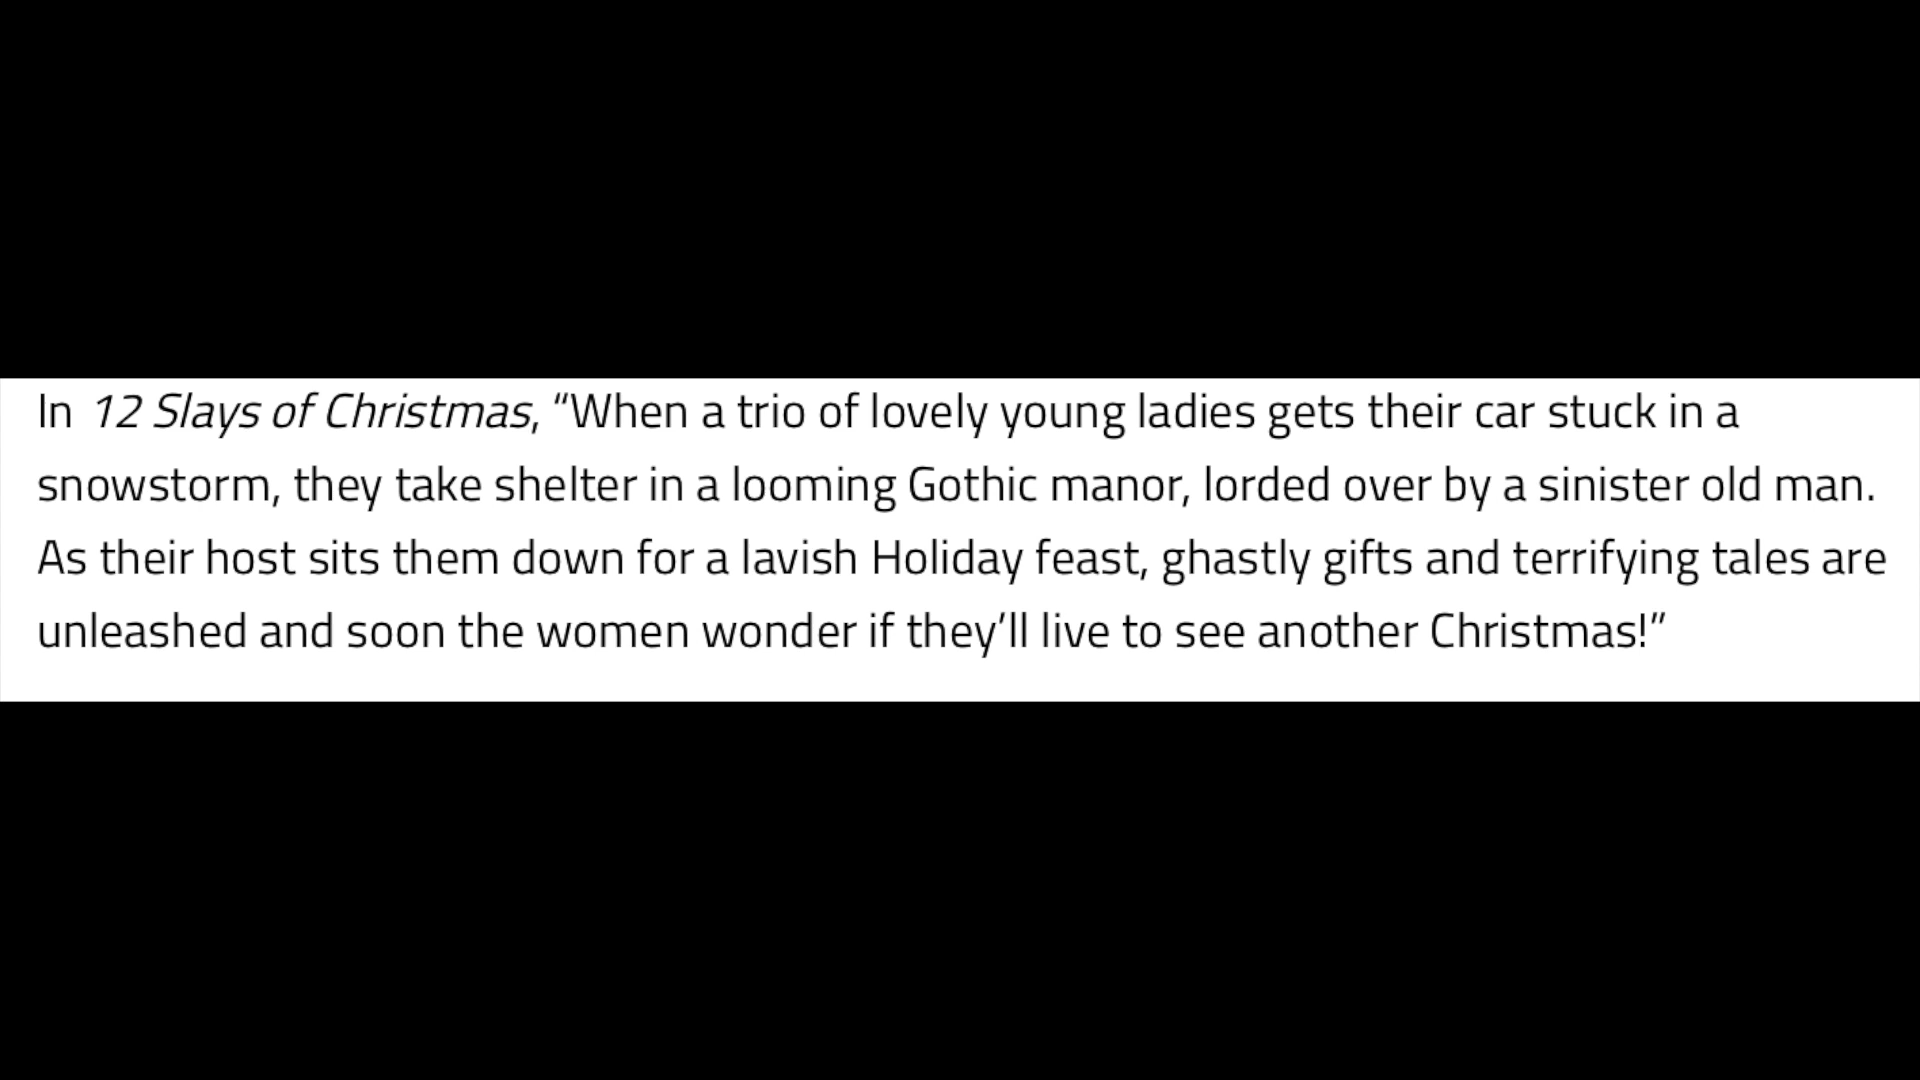 In 12 Slays of Christmas, “When a trio of lovely young ladies gets their car stuck in a
snowstorm, they take shelter in a looming Gothic manor, lorded over by a sinister old man.
As their host sits them down for a lavish Holiday feast, ghastly gifts and terrifying tales are
unleashed and soon the women wonder if they’ll live to see another Christmas!”